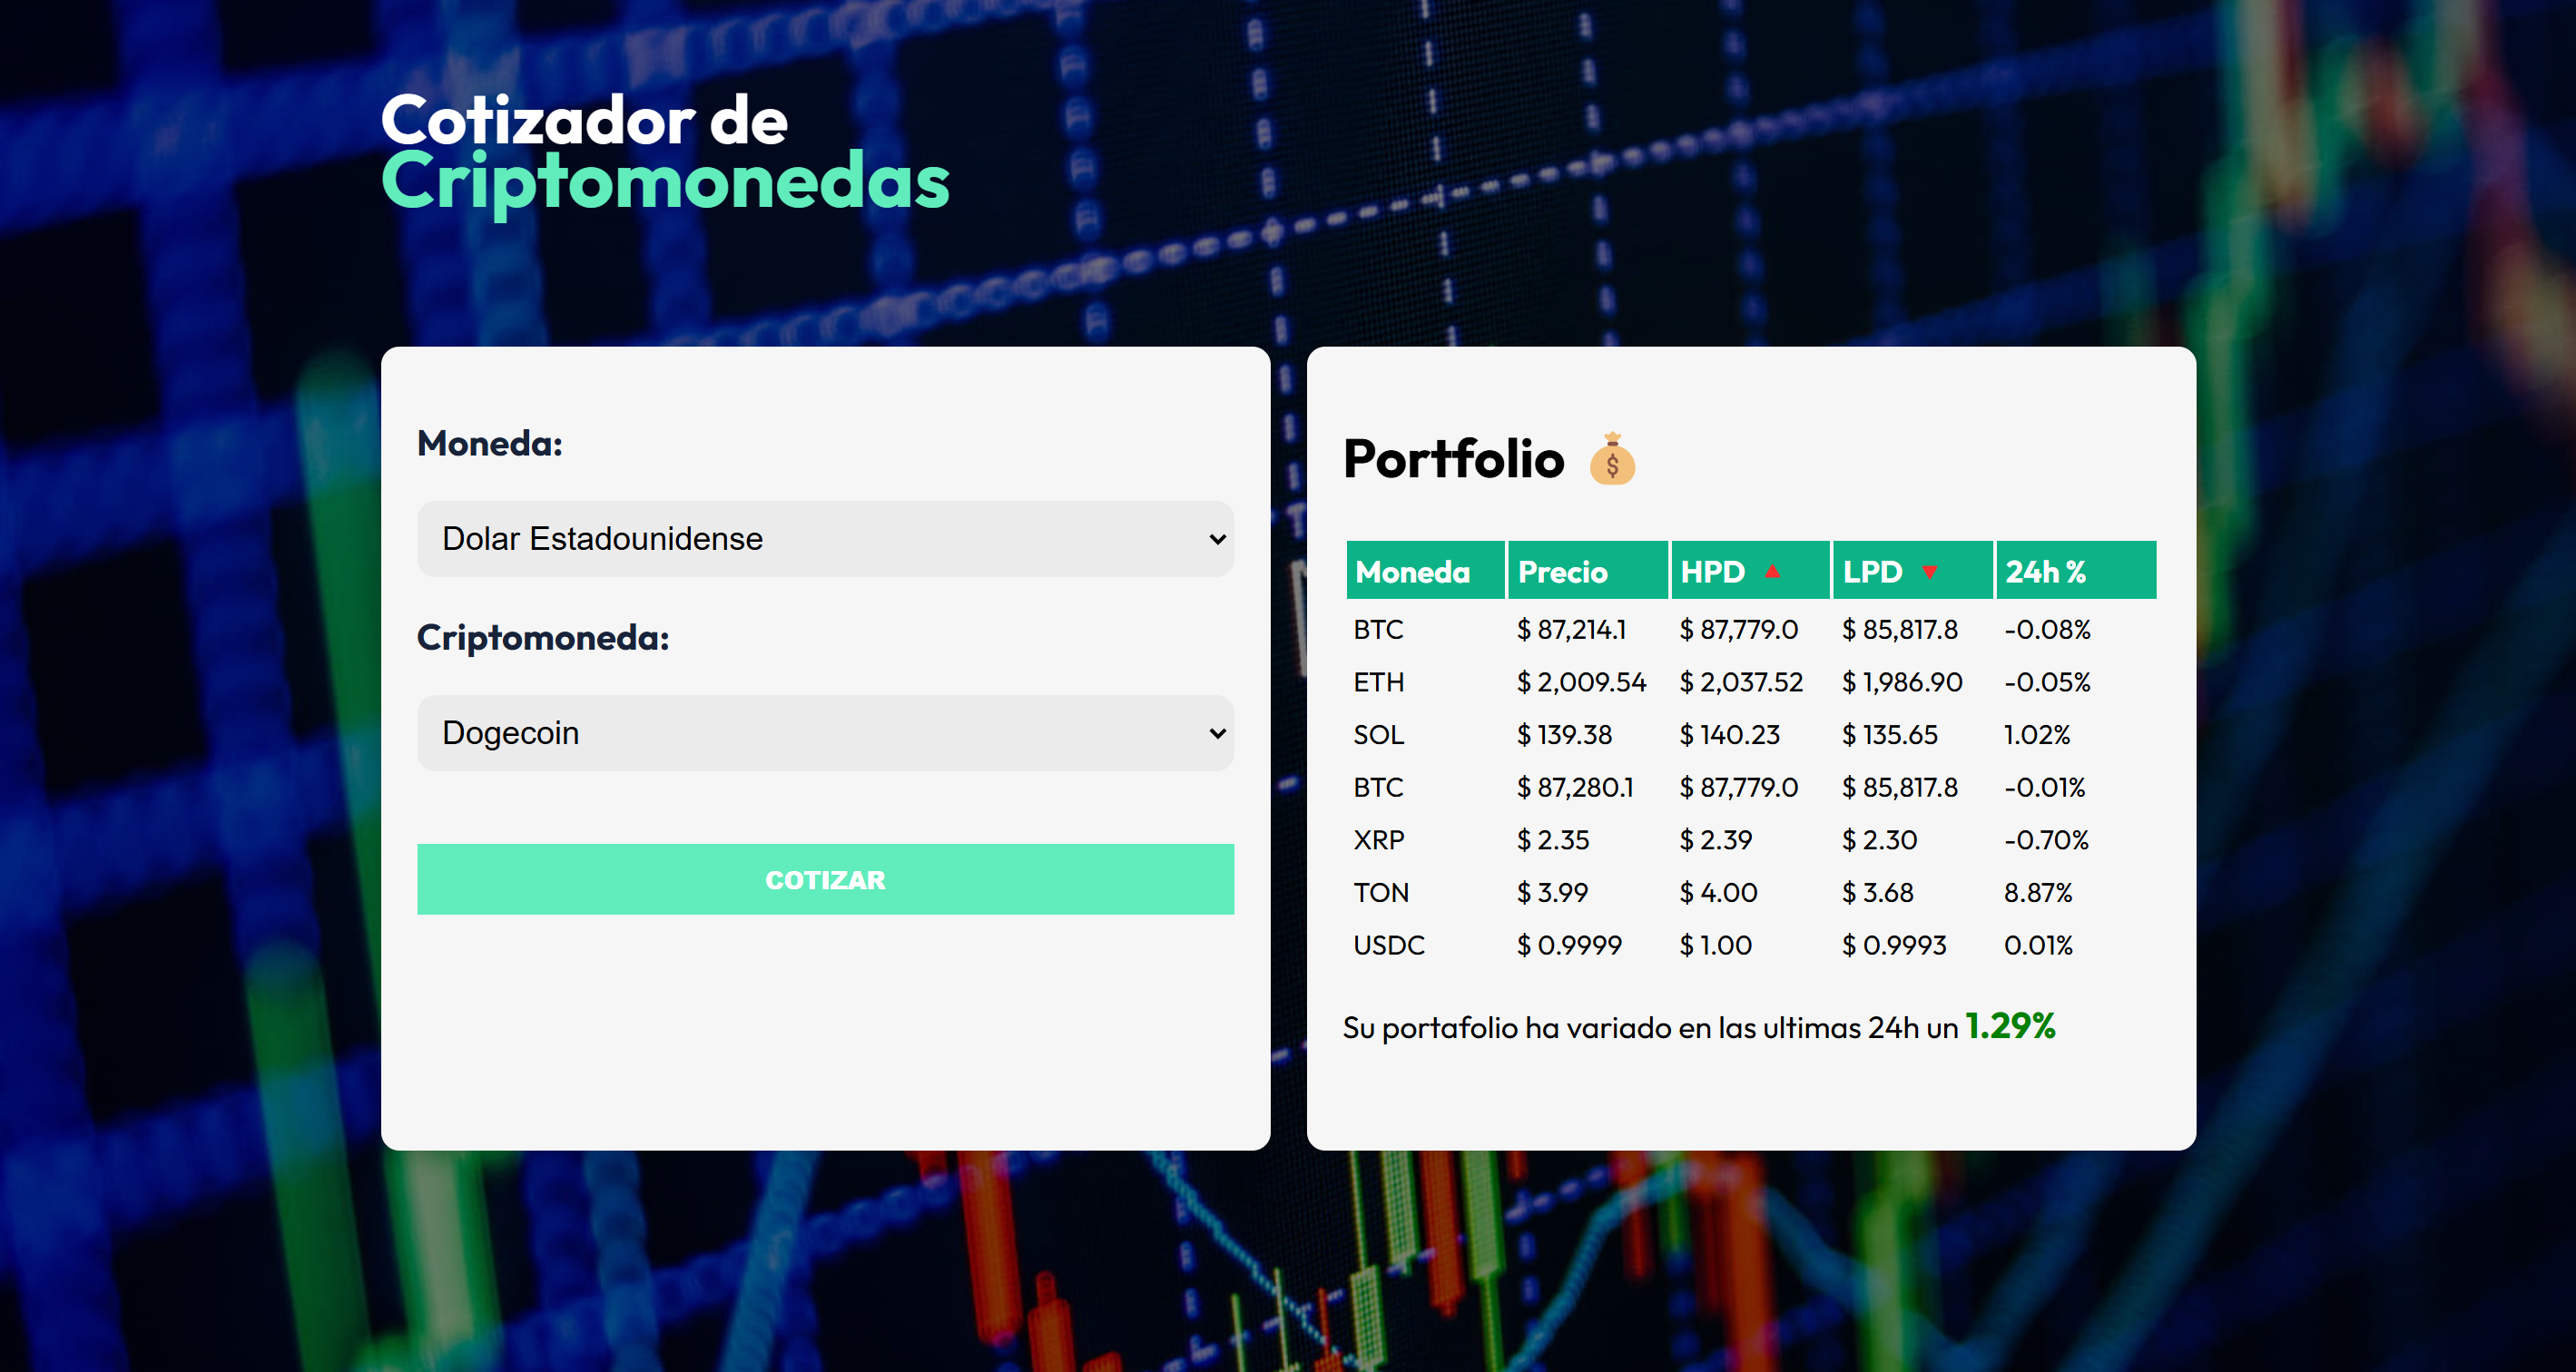 Cotizador de
Criptomonedas
Moneda:
Dolar Estadounidense
Criptomoneda:
Dogecoin
COTIZAR
Portfolio
Moneda Precio HPD LPD 24h %
BTC $ 87,214.1 $ 87,779.0 $ 85,817.8 -0.08%
ETH $ 2,009.54 $ 2,037.52 $ 1,986.90 -0.05%
SOL $ 139.38 $ 140.23 $ 135.65 1.02%
BTC $ 87,280.1 $ 87,779.0 $ 85,817.8 -0.01%
XRP $ 2.35 $ 2.39 $ 2.30 -0.70%
TON $ 3.99 $ 4.00 $ 3.68 8.87%
USDC $ 0.9999 $ 1.00 $ 0.9993 0.01%
Su portafolio ha variado en las ultimas 24h un 1.29%